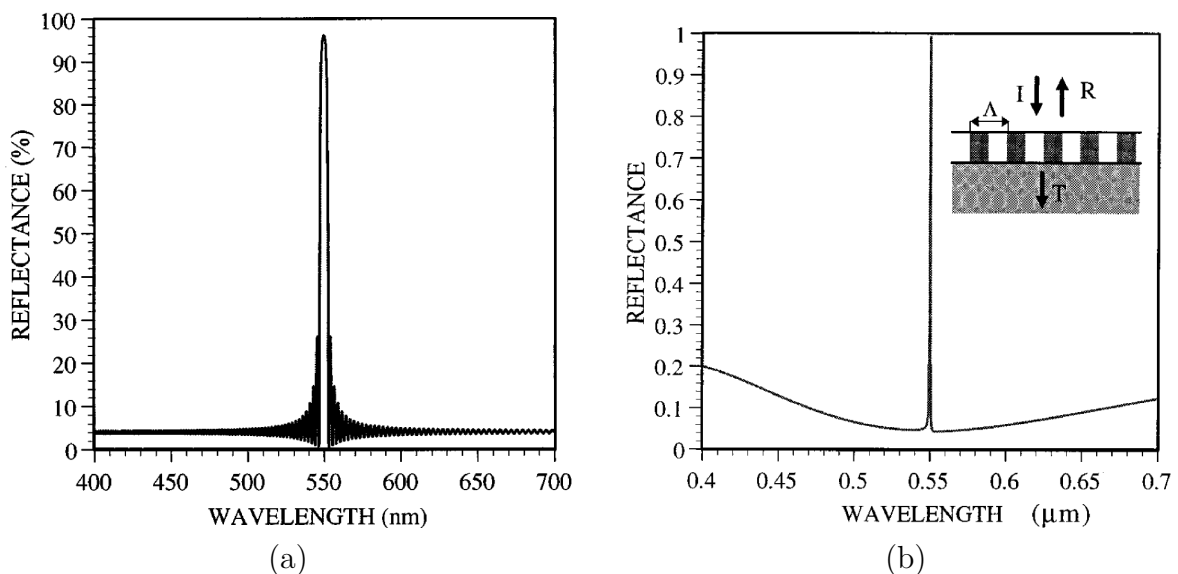 100
90
80
70
60
50
40
30
20
10
0
REFLECTANCE (%)
400 450 500 550 600 650 700
WAVELENGTH (nm)
(a)
1
0.9
0.8
0.7
0.6
0.5
0.4
0.3
0.2
0.1
0
REFLECTANCE
I R
Λ
T
0.4 0.45 0.5 0.55 0.6 0.65 0.7
WAVELENGTH (μm)
(b)